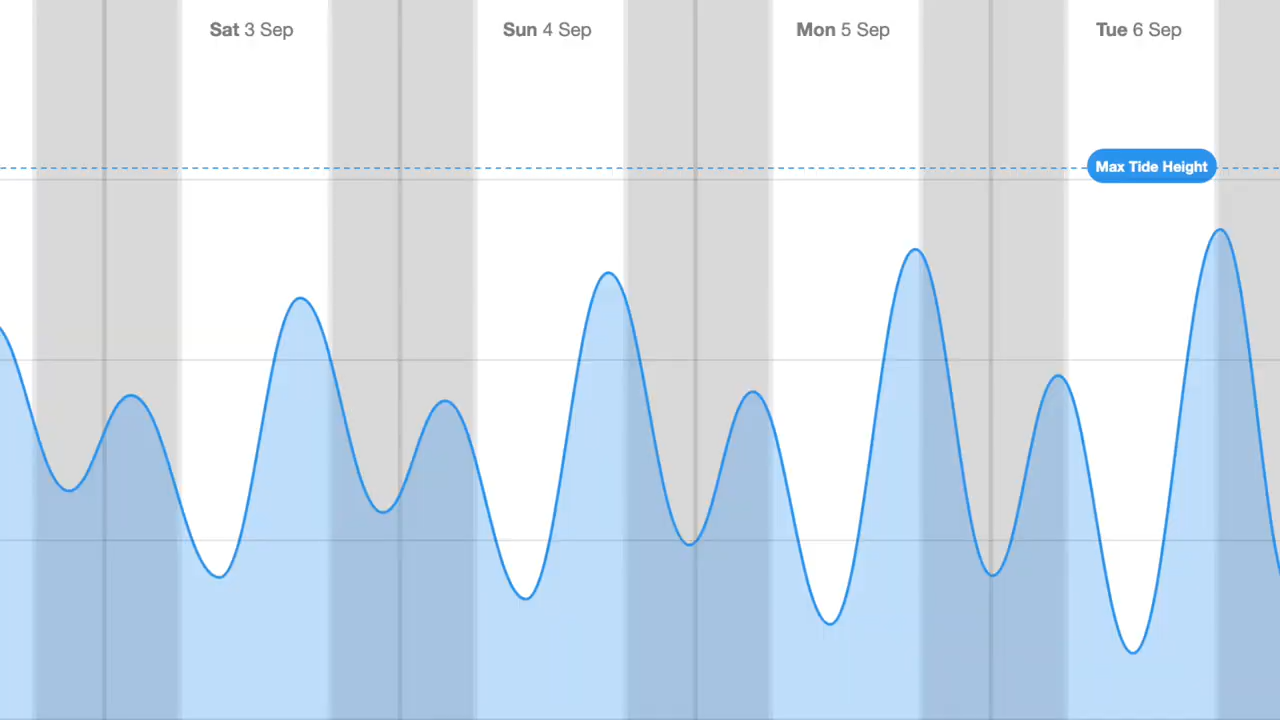 Sat 3 Sep
Sun 4 Sep
Mon 5 Sep
Tue 6 Sep
Max Tide Height